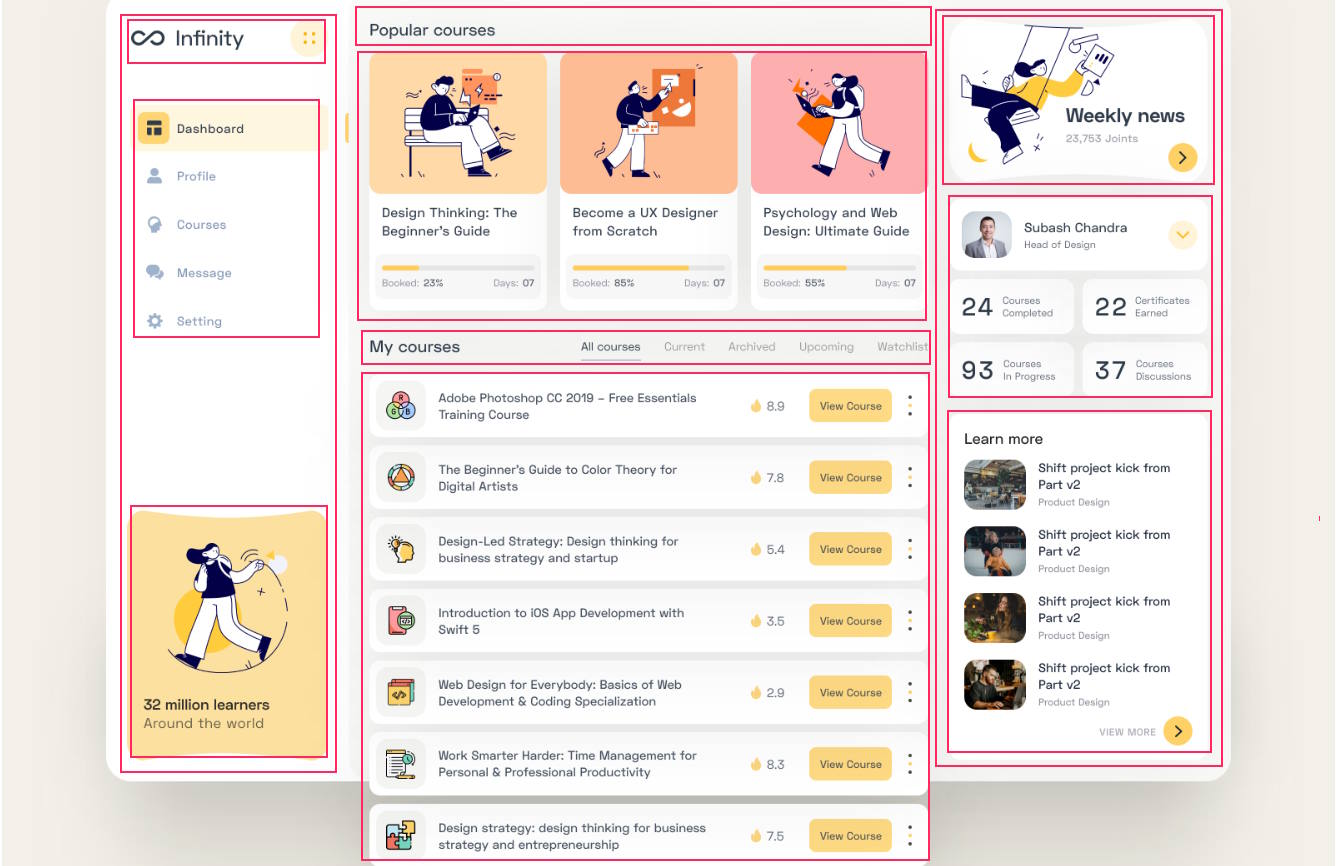 Infinity
Dashboard
Profile
Courses
Message
Setting
32 million learners
Around the world
Popular courses
Design Thinking: The
Beginner's Guide
Booked: 23% Days: 07
Become a UX Designer
from Scratch
Booked: 85% Days: 07
Psychology and Web
Design: Ultimate Guide
Booked: 55% Days: 07
My courses All courses Current Archived Upcoming Watchlist
Adobe Photoshop CC 2019 – Free Essentials
Training Course
8.9 View Course
The Beginner's Guide to Color Theory for
Digital Artists
7.8 View Course
Design-Led Strategy: Design thinking for
business strategy and startup
5.4 View Course
Introduction to iOS App Development with
Swift 5
3.5 View Course
Web Design for Everybody: Basics of Web
Development & Coding Specialization
2.9 View Course
Work Smarter Harder: Time Management for
Personal & Professional Productivity
8.3 View Course
Design strategy: design thinking for business
strategy and entrepreneurship
7.5 View Course
Weekly news
23,753 Joints
Subash Chandra
Head of Design
24 Courses
Completed
22 Certificates
Earned
93 Courses
In Progress
37 Courses
Discussions
Learn more
Shift project kick from
Part v2
Product Design
Shift project kick from
Part v2
Product Design
Shift project kick from
Part v2
Product Design
Shift project kick from
Part v2
Product Design
VIEW MORE